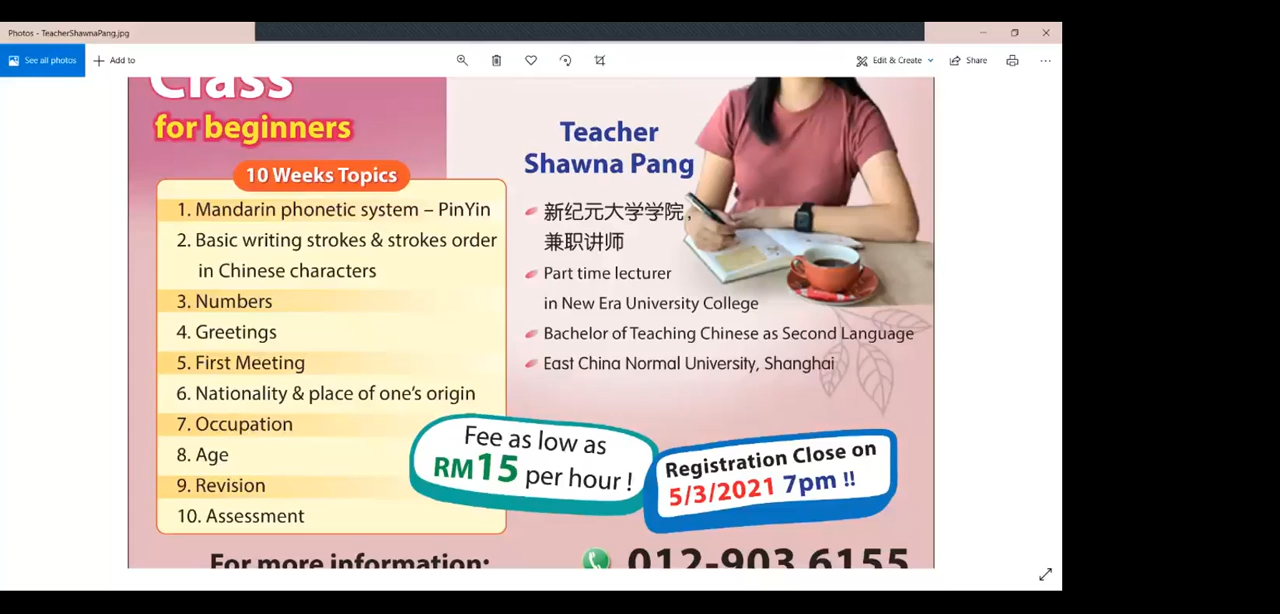 Photos - TeacherShawnaPang.jpg
See all photos
Add to
Edit & Create
Share
Class
for beginners
10 Weeks Topics
1. Mandarin phonetic system – PinYin
2. Basic writing strokes & strokes order
in Chinese characters
3. Numbers
4. Greetings
5. First Meeting
6. Nationality & place of one's origin
7. Occupation
8. Age
9. Revision
10. Assessment
Teacher
Shawna Pang
新纪元大学学院，
兼职讲师
Part time lecturer
in New Era University College
Bachelor of Teaching Chinese as Second Language
East China Normal University, Shanghai
Fee as low as
RM15 per hour !
Registration Close on
5/3/2021 7pm !!
For more information:
012-903 6155